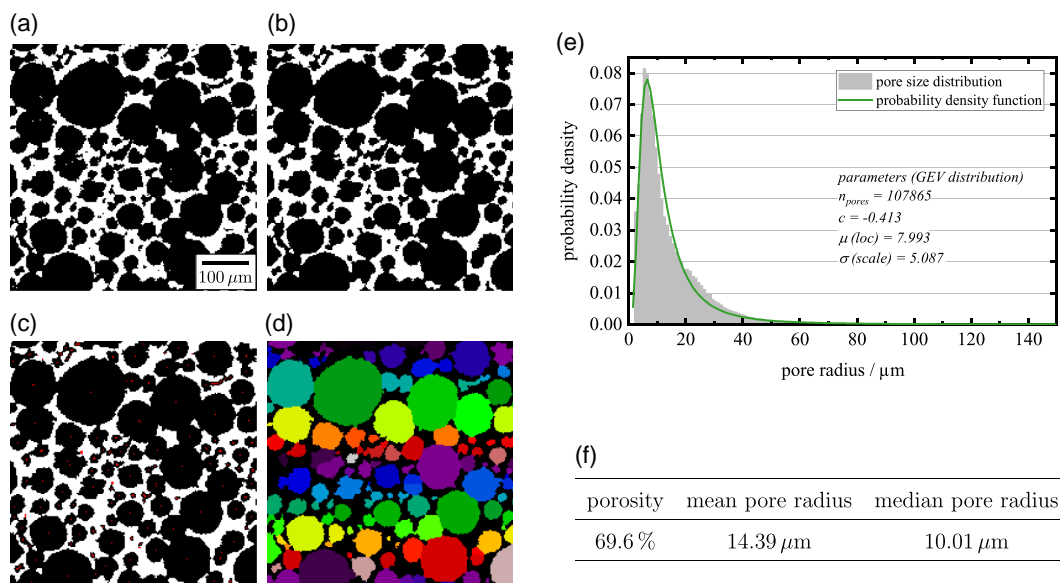 (a)
(b)
100 μm
(c)
(d)
(e)
0.08
0.07
0.06
0.05
0.04
0.03
0.02
0.01
0.00
probability density
pore size distribution
probability density function
parameters (GEV distribution)
npores = 107865
c = -0.413
μ (loc) = 7.993
σ (scale) = 5.087
0 20 40 60 80 100 120 140
pore radius / μm
(f)
porosity mean pore radius median pore radius
69.6 % 14.39 μm 10.01 μm